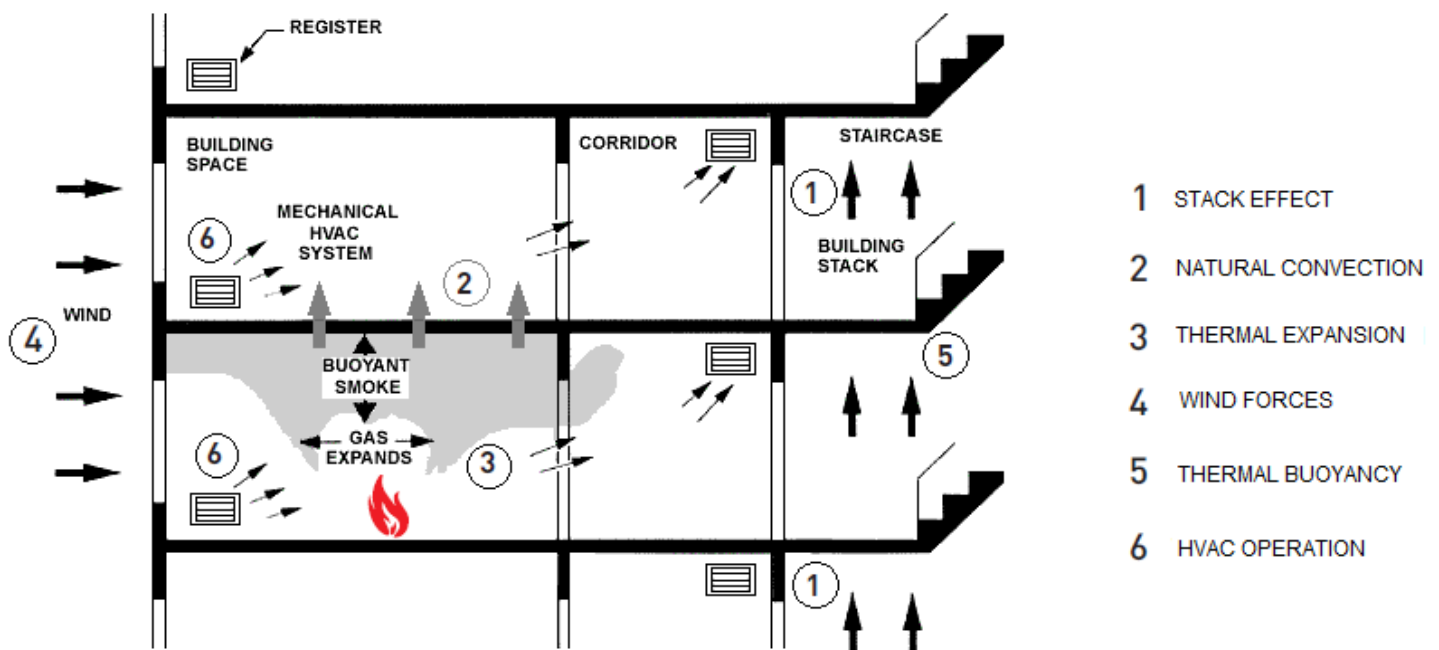 REGISTER
BUILDING
SPACE
CORRIDOR
STAIRCASE
1
MECHANICAL
HVAC
SYSTEM
6
BUILDING
STACK
2
WIND
4
BUOYANT
SMOKE
5
GAS
EXPANDS
6
3
1
1 STACK EFFECT
2 NATURAL CONVECTION
3 THERMAL EXPANSION
4 WIND FORCES
5 THERMAL BUOYANCY
6 HVAC OPERATION